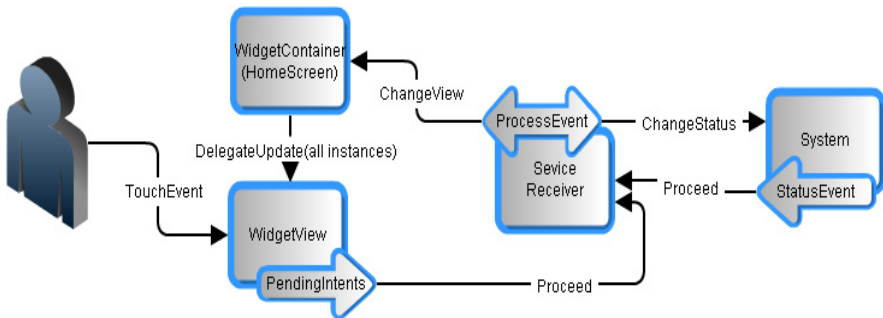 WidgetContainer
(HomeScreen)
ChangeView
ProcessEvent
ChangeStatus
System
DelegateUpdate(all instances)
Sevice
Receiver
Proceed
StatusEvent
TouchEvent
WidgetView
PendingIntents
Proceed